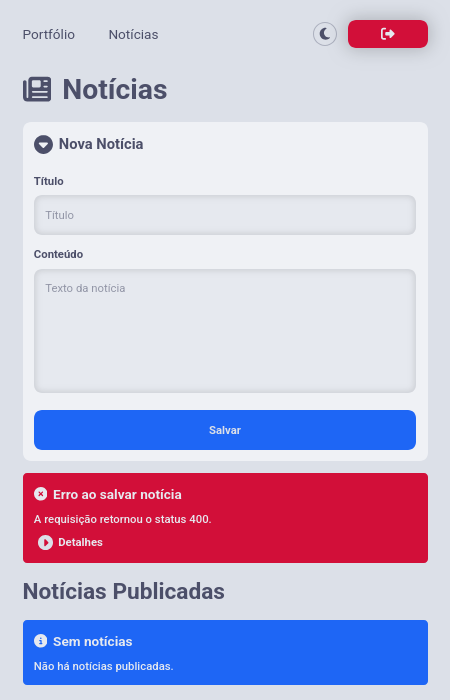 Portfólio Notícias
Notícias
Nova Notícia
Título
Título
Conteúdo
Texto da notícia
Salvar
Erro ao salvar notícia
A requisição retornou o status 400.
Detalhes
Notícias Publicadas
Sem notícias
Não há notícias publicadas.